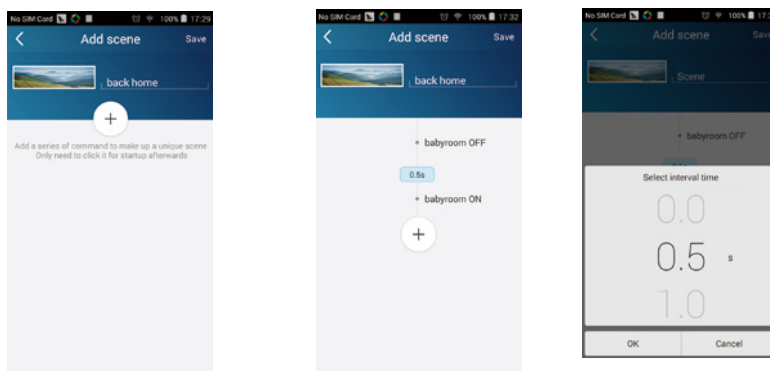 No SIM Card 100% 17:29
Add scene Save
back home
Add a series of command to make up a unique scene
Only need to click it for startup afterwards
No SIM Card 100% 17:32
Add scene Save
back home
babyroom OFF
0.5s
babyroom ON
No SIM Card 100%
Add scene
Scene
babyroom OFF
Select interval time
0.0
0.5 s
1.0
OK Cancel